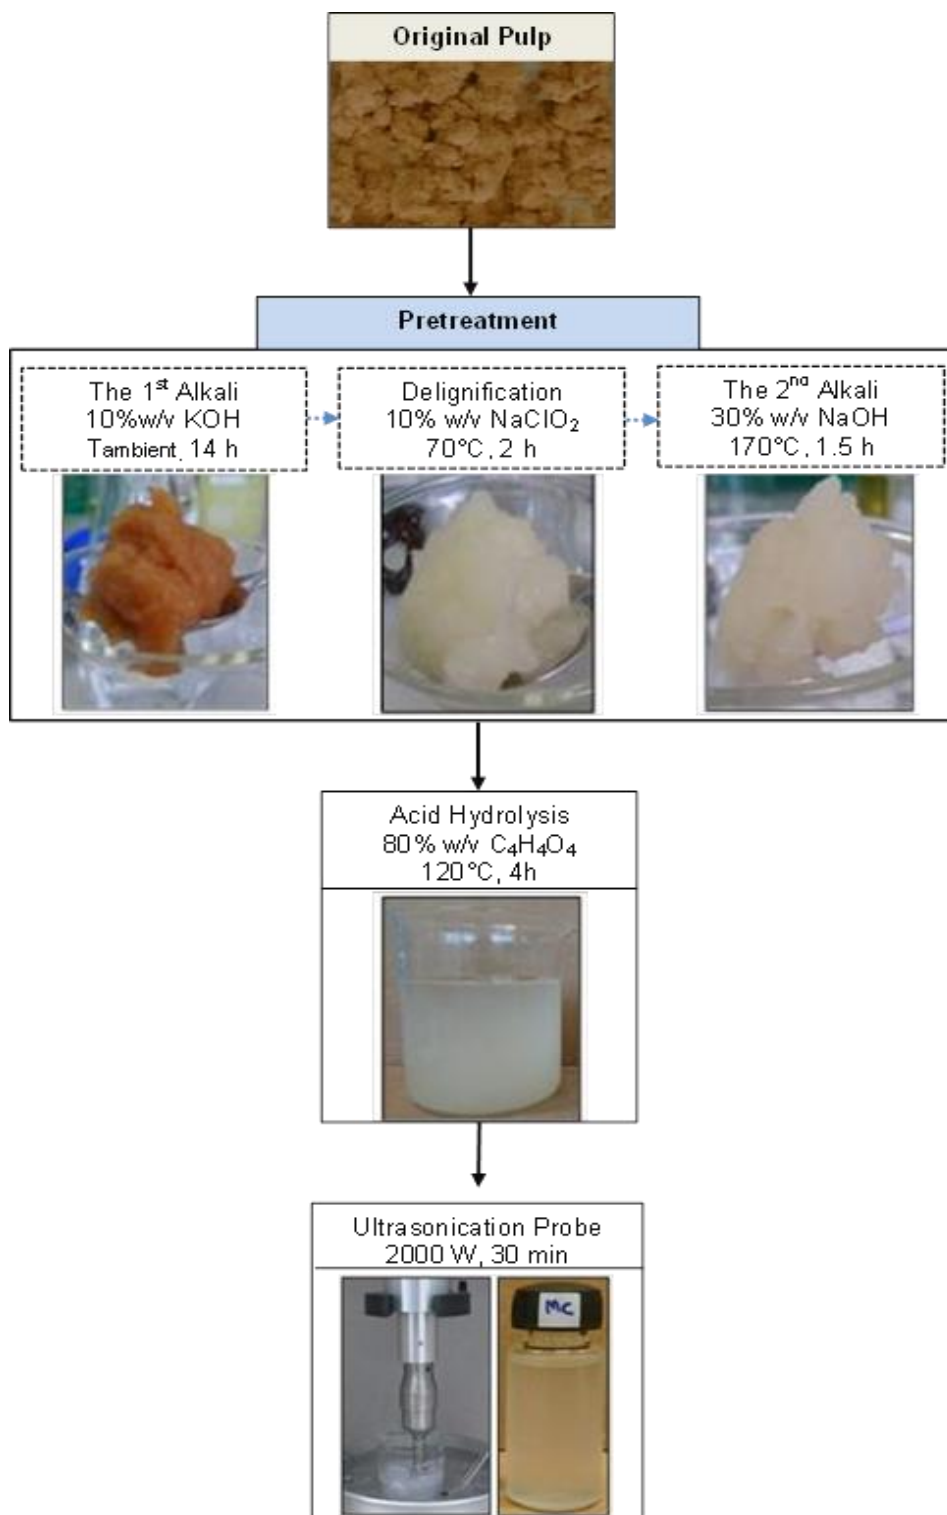 Original Pulp
Pretreatment
The 1st Alkali
10%w/v KOH
Tambient, 14 h
Delignification
10% w/v NaClO₂
70°C, 2 h
The 2nd Alkali
30% w/v NaOH
170°C, 1.5 h
Acid Hydrolysis
80% w/v C₄H₄O₄
120°C, 4h
Ultrasonication Probe
2000 W, 30 min
MC